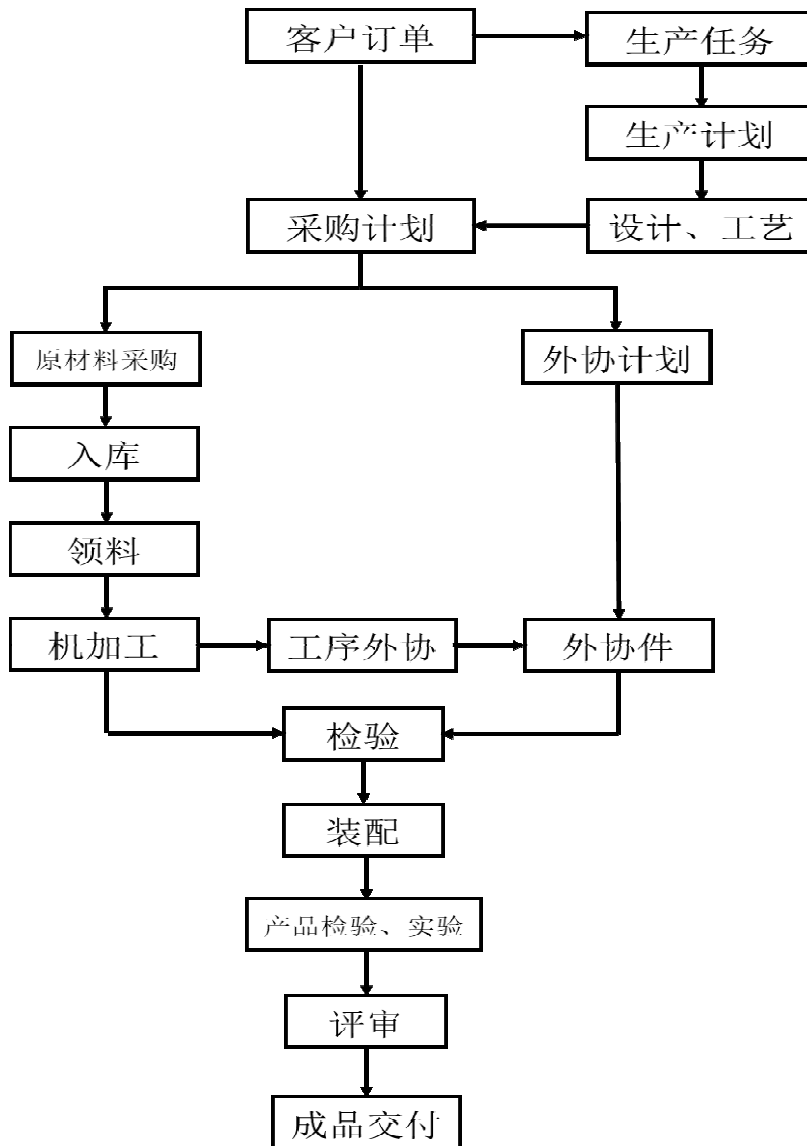 客户订单
生产任务
生产计划
采购计划
设计、工艺
原材料采购
外协计划
入库
领料
机加工
工序外协
外协件
检验
装配
产品检验、实验
评审
成品交付